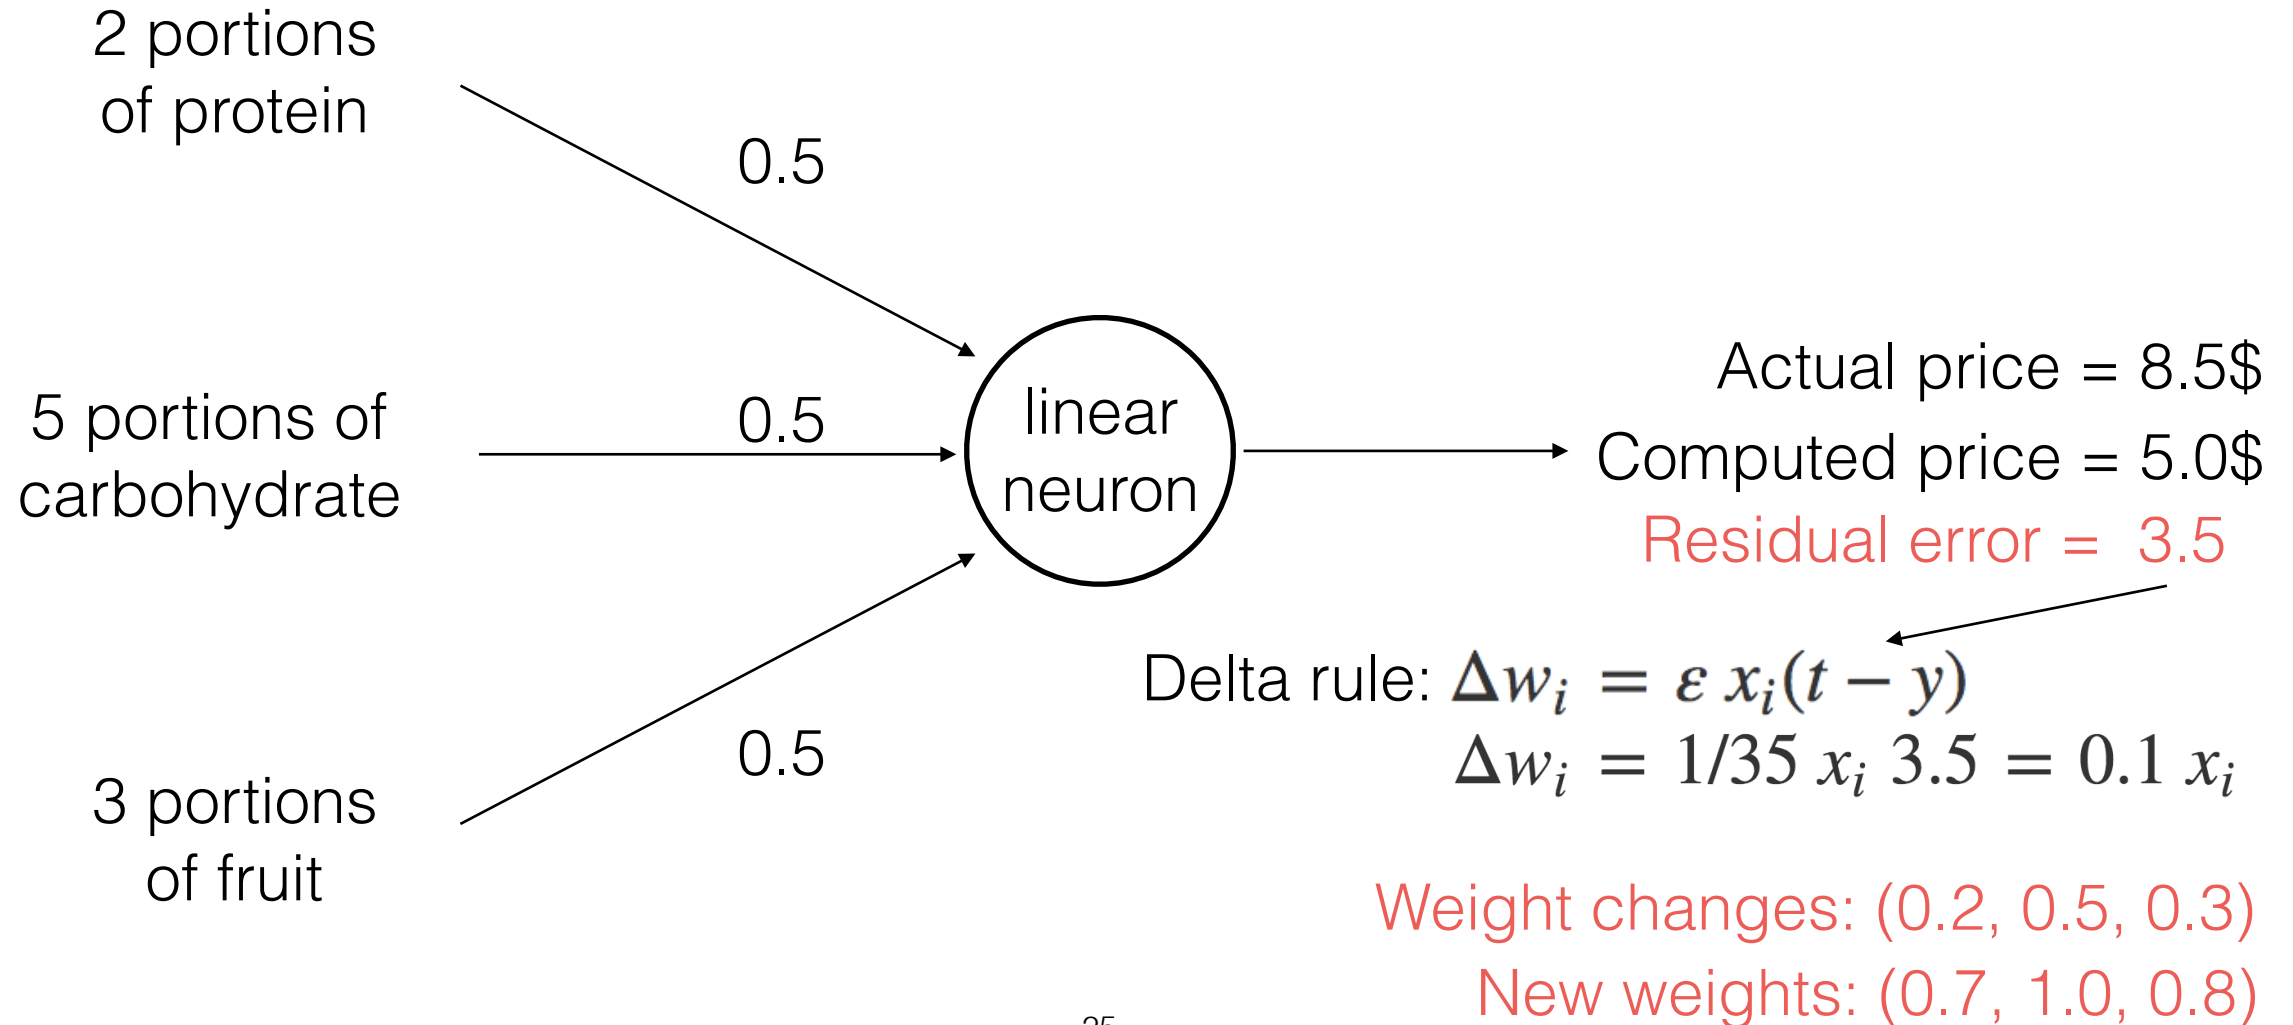 2 portions
of protein
0.5
5 portions of
carbohydrate
0.5
linear
neuron
Actual price = 8.5$
Computed price = 5.0$
Residual error = 3.5
Delta rule: Δwᵢ = ε xᵢ(t − y)
Δwᵢ = 1/35 xᵢ 3.5 = 0.1 xᵢ
0.5
3 portions
of fruit
Weight changes: (0.2, 0.5, 0.3)
New weights: (0.7, 1.0, 0.8)